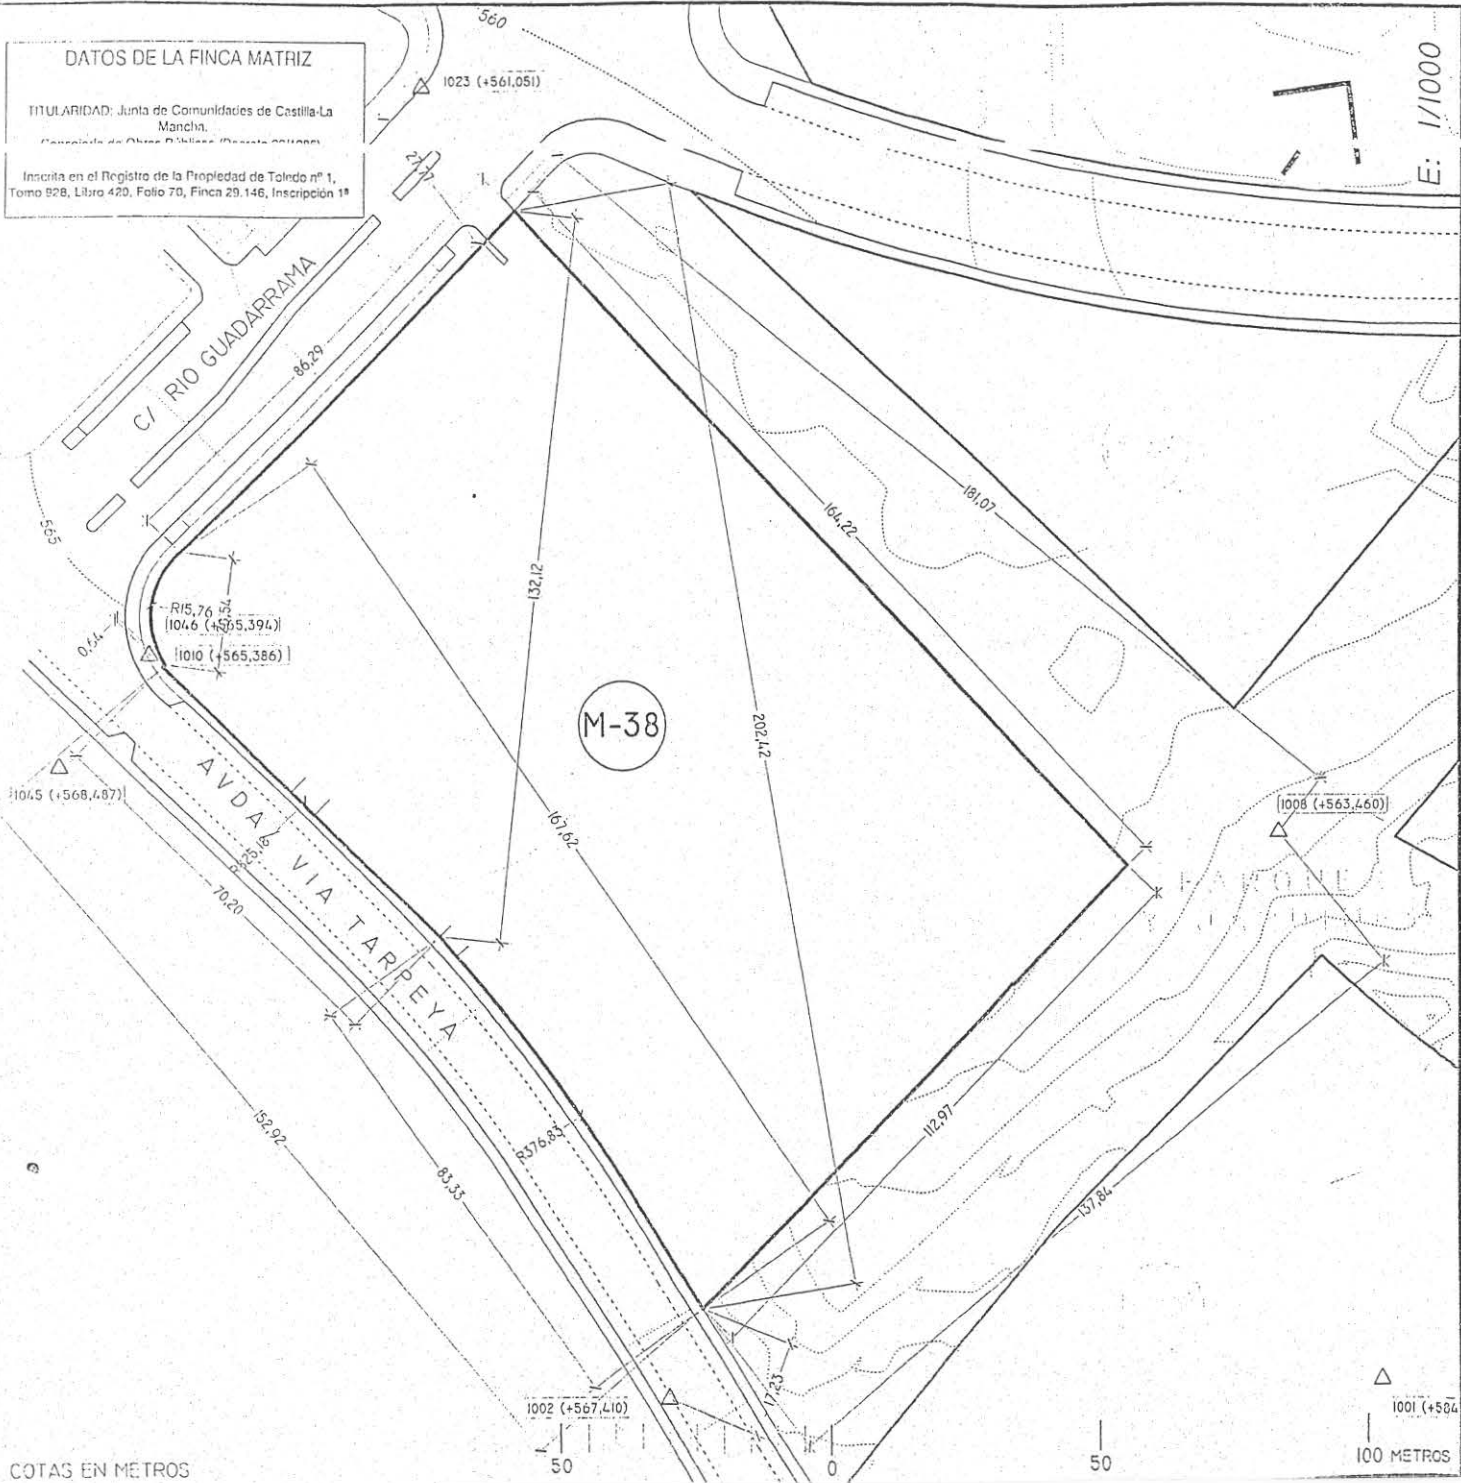 DATOS DE LA FINCA MATRIZ
TITULARIDAD: Junta de Comunidades de Castilla-La
Mancha.
Inscrita en el Registro de la Propiedad de Toledo nº 1,
Tomo 928, Libro 420, Folio 70, Finca 29.146, Inscripción 1ª
560
1023 (+561,051)
E: 1/1000
C/ RIO GUADARRAMA
86,29
565
132,12
164,22
181,07
R15,76
1046 (+565,394)
0,64
1010 (+565,386)
M-38
202,42
1045 (+568,487)
AVDA. VIA TARPEYA
167,62
70,20
1008 (+563,460)
PARQUE
152,92
83,33
R376,83
112,97
137,84
17,23
1002 (+567,410)
1001 (+584
COTAS EN METROS
50
0
50
100 METROS